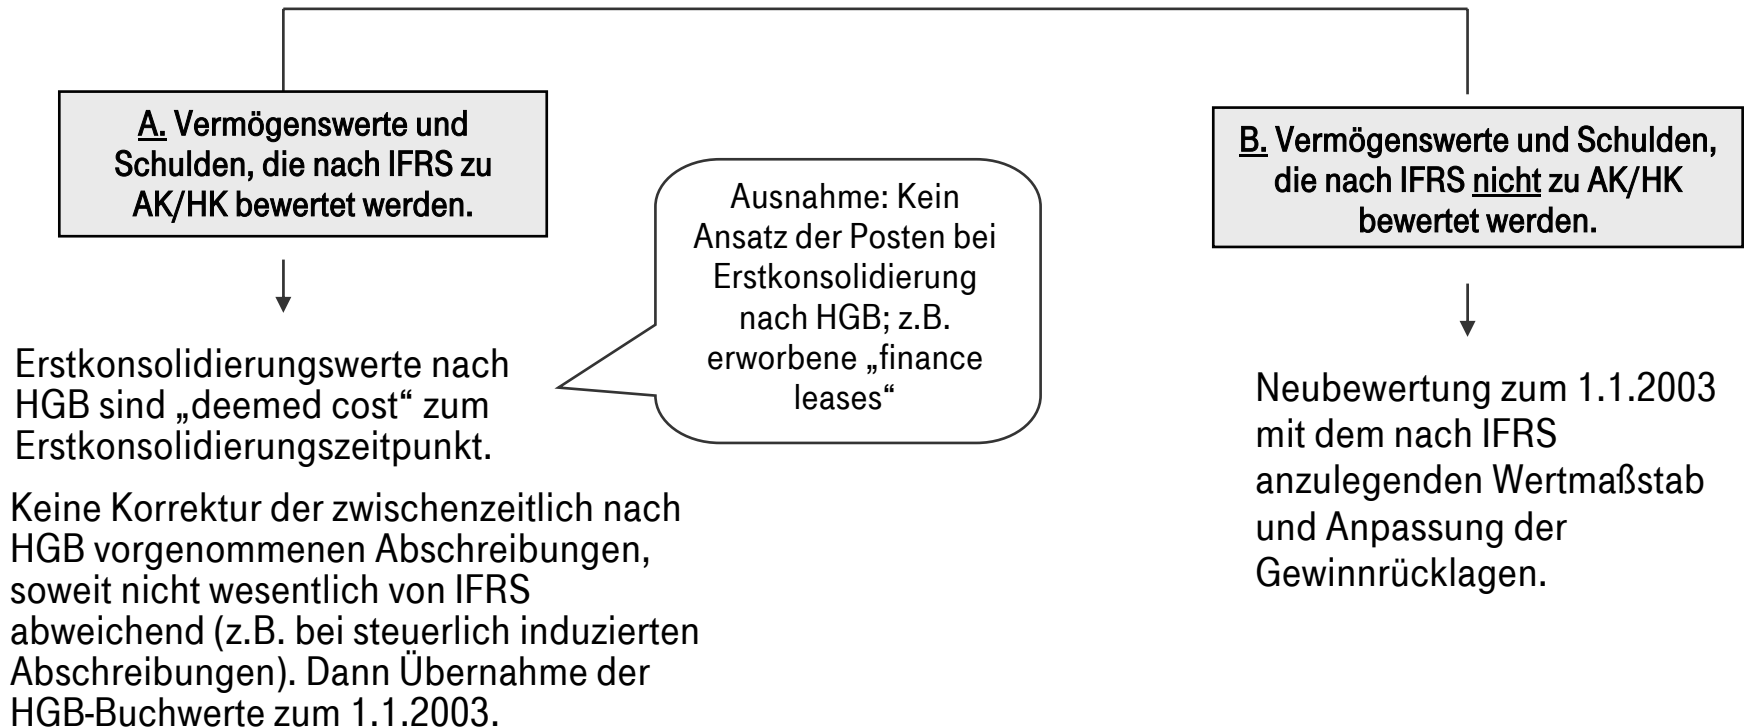 A. Vermögenswerte und
Schulden, die nach IFRS zu
AK/HK bewertet werden.
Erstkonsolidierungswerte nach
HGB sind „deemed cost“ zum
Erstkonsolidierungszeitpunkt.
Keine Korrektur der zwischenzeitlich nach
HGB vorgenommenen Abschreibungen,
soweit nicht wesentlich von IFRS
abweichend (z.B. bei steuerlich induzierten
Abschreibungen). Dann Übernahme der
HGB-Buchwerte zum 1.1.2003.
Ausnahme: Kein
Ansatz der Posten bei
Erstkonsolidierung
nach HGB; z.B.
erworbene „finance
leases“
B. Vermögenswerte und Schulden,
die nach IFRS nicht zu AK/HK
bewertet werden.
Neubewertung zum 1.1.2003
mit dem nach IFRS
anzulegenden Wertmaßstab
und Anpassung der
Gewinnrücklagen.